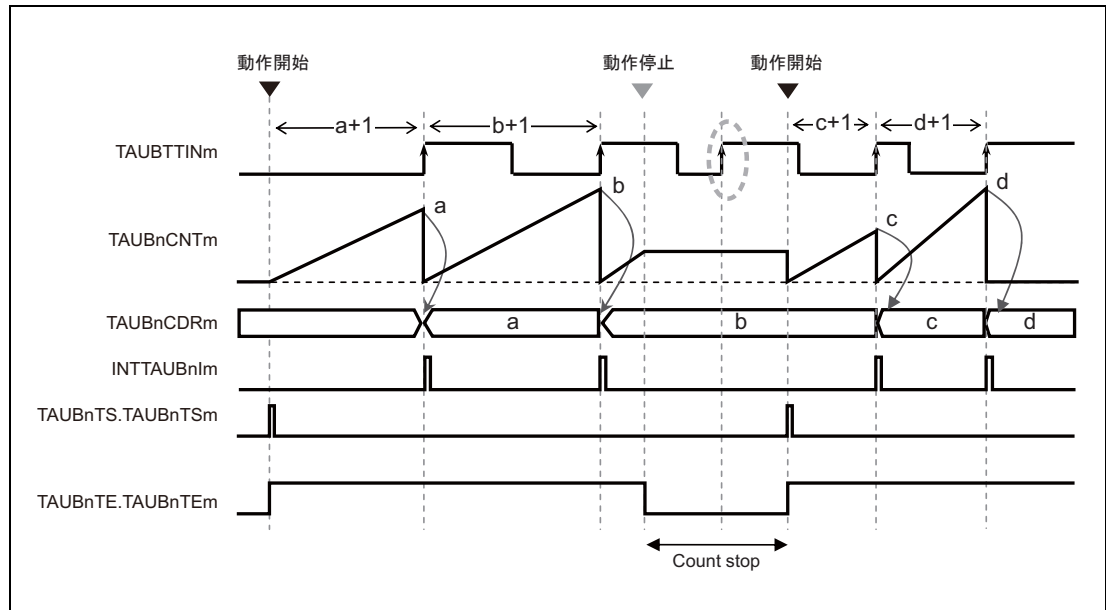 動作開始
動作停止
動作開始
a+1
b+1
c+1
d+1
TAUBTTINm
a
b
c
d
TAUBnCNTm
TAUBnCDRm
a
b
c
d
INTTAUBnIm
TAUBnTS.TAUBnTSm
TAUBnTE.TAUBnTEm
Count stop